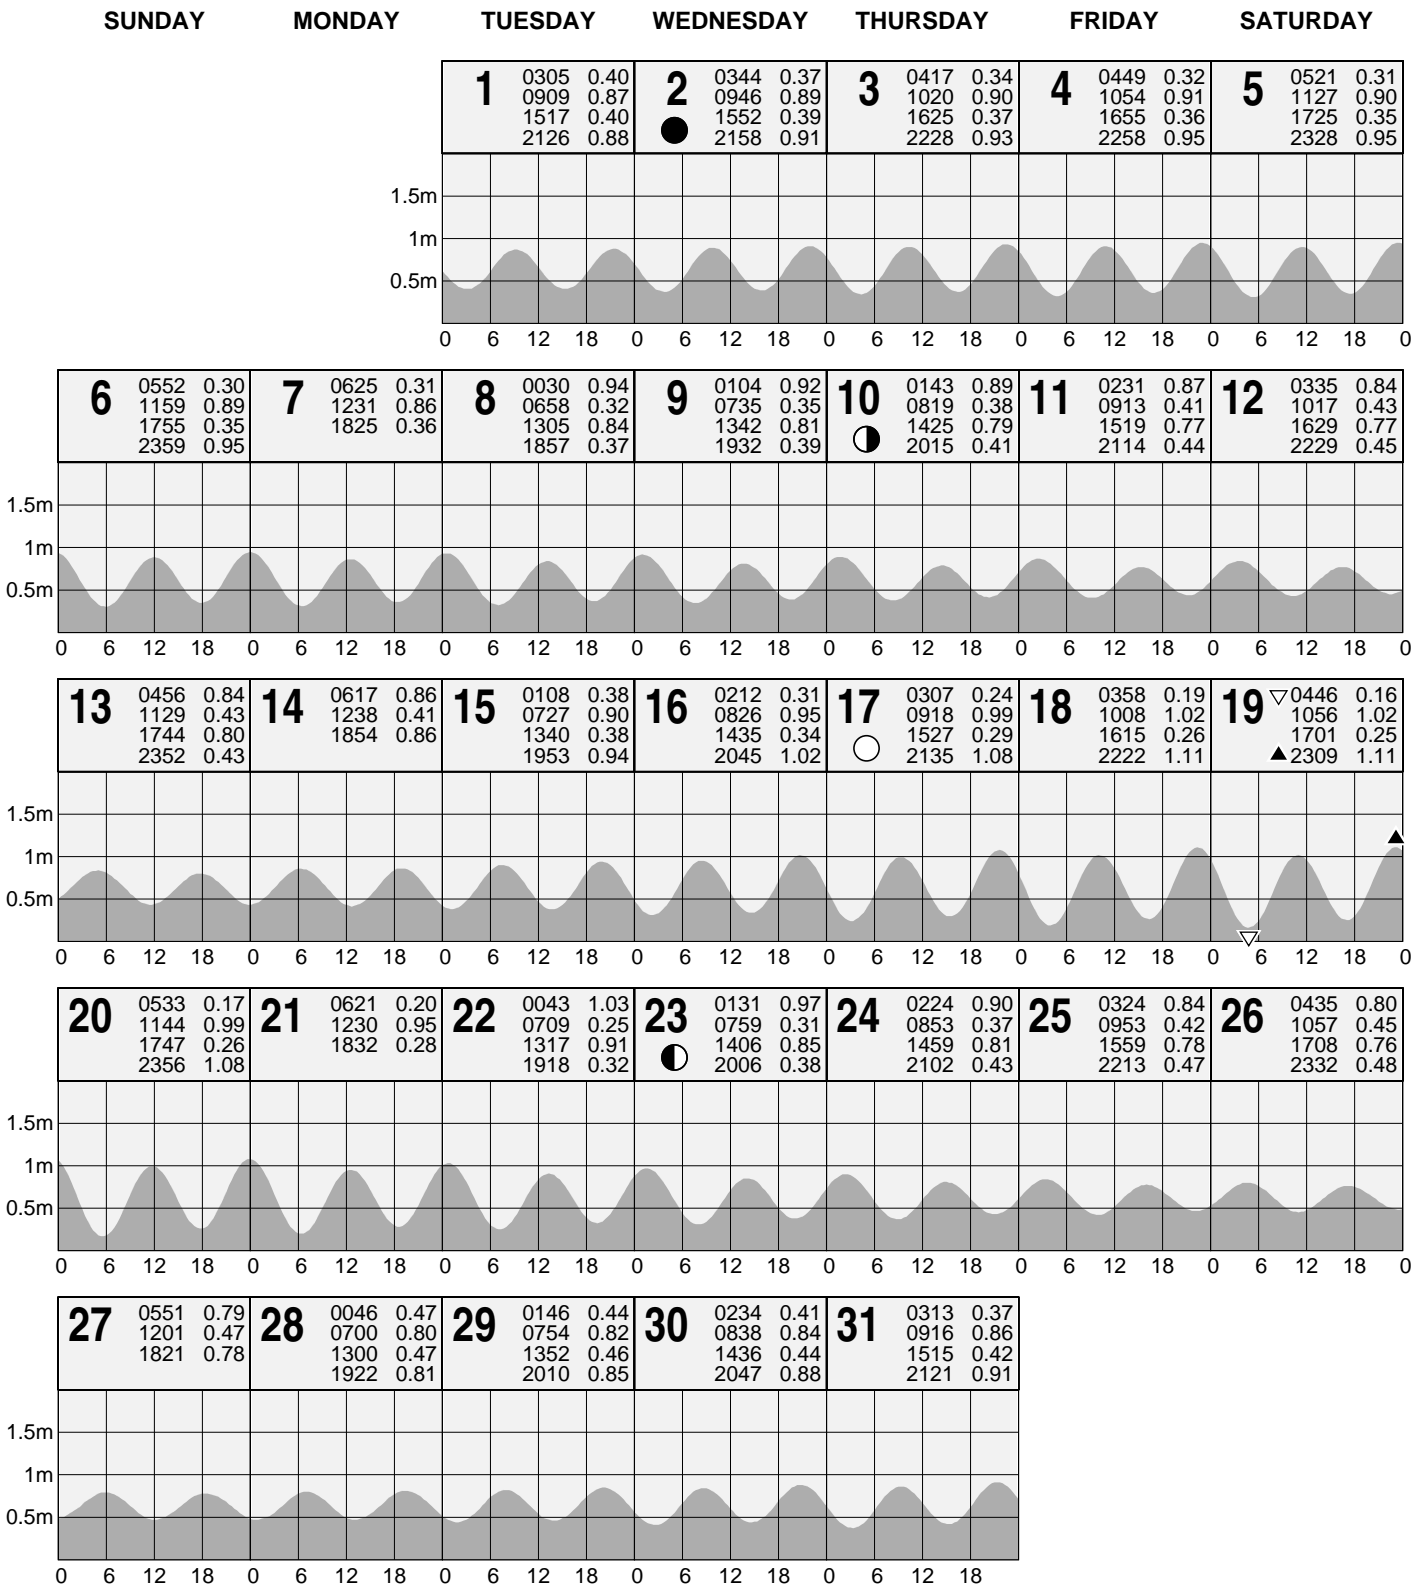 SUNDAY MONDAY TUESDAY WEDNESDAY THURSDAY FRIDAY SATURDAY
1 0305 0.40
0909 0.87
1517 0.40
2126 0.88
2 0344 0.37
0946 0.89
1552 0.39
2158 0.91
3 0417 0.34
1020 0.90
1625 0.37
2228 0.93
4 0449 0.32
1054 0.91
1655 0.36
2258 0.95
5 0521 0.31
1127 0.90
1725 0.35
2328 0.95
1.5m
1m
0.5m
0 6 12 18 0 6 12 18 0 6 12 18 0 6 12 18 0 6 12 18 0
6 0552 0.30
1159 0.89
1755 0.35
2359 0.95
7 0625 0.31
1231 0.86
1825 0.36
8 0030 0.94
0658 0.32
1305 0.84
1857 0.37
9 0104 0.92
0735 0.35
1342 0.81
1932 0.39
10 0143 0.89
0819 0.38
1425 0.79
2015 0.41
11 0231 0.87
0913 0.41
1519 0.77
2114 0.44
12 0335 0.84
1017 0.43
1629 0.77
2229 0.45
1.5m
1m
0.5m
0 6 12 18 0 6 12 18 0 6 12 18 0 6 12 18 0 6 12 18 0 6 12 18 0 6 12 18 0
13 0456 0.84
1129 0.43
1744 0.80
2352 0.43
14 0617 0.86
1238 0.41
1854 0.86
15 0108 0.38
0727 0.90
1340 0.38
1953 0.94
16 0212 0.31
0826 0.95
1435 0.34
2045 1.02
17 0307 0.24
0918 0.99
1527 0.29
2135 1.08
18 0358 0.19
1008 1.02
1615 0.26
2222 1.11
19 0446 0.16
1056 1.02
1701 0.25
2309 1.11
1.5m
1m
0.5m
0 6 12 18 0 6 12 18 0 6 12 18 0 6 12 18 0 6 12 18 0 6 12 18 0 6 12 18 0
20 0533 0.17
1144 0.99
1747 0.26
2356 1.08
21 0621 0.20
1230 0.95
1832 0.28
22 0043 1.03
0709 0.25
1317 0.91
1918 0.32
23 0131 0.97
0759 0.31
1406 0.85
2006 0.38
24 0224 0.90
0853 0.37
1459 0.81
2102 0.43
25 0324 0.84
0953 0.42
1559 0.78
2213 0.47
26 0435 0.80
1057 0.45
1708 0.76
2332 0.48
1.5m
1m
0.5m
0 6 12 18 0 6 12 18 0 6 12 18 0 6 12 18 0 6 12 18 0 6 12 18 0 6 12 18 0
27 0551 0.79
1201 0.47
1821 0.78
28 0046 0.47
0700 0.80
1300 0.47
1922 0.81
29 0146 0.44
0754 0.82
1352 0.46
2010 0.85
30 0234 0.41
0838 0.84
1436 0.44
2047 0.88
31 0313 0.37
0916 0.86
1515 0.42
2121 0.91
1.5m
1m
0.5m
0 6 12 18 0 6 12 18 0 6 12 18 0 6 12 18 0 6 12 18